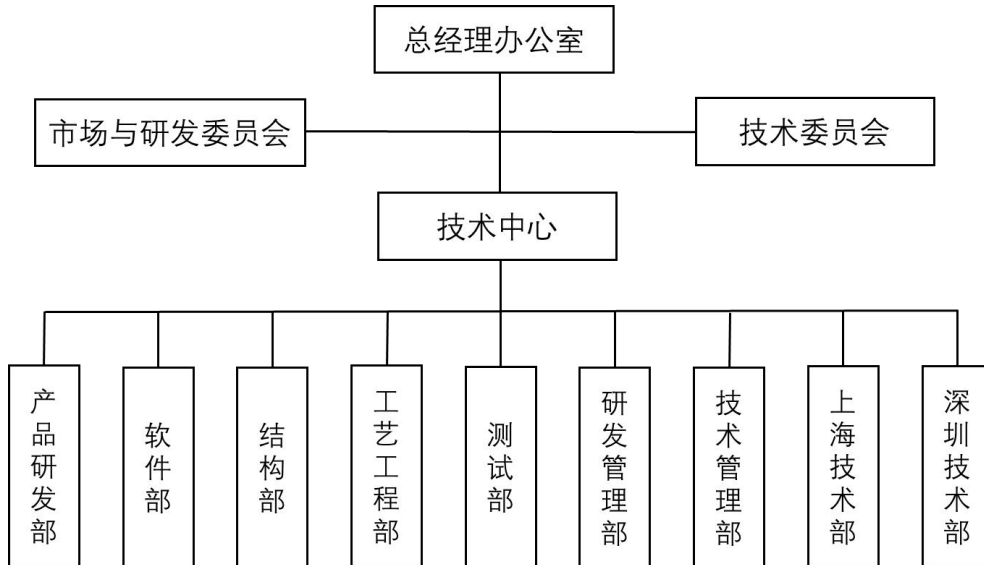 总经理办公室
市场与研发委员会
技术委员会
技术中心
产品研发部
软件部
结构部
工艺工程部
测试部
研发管理部
技术管理部
上海技术部
深圳技术部